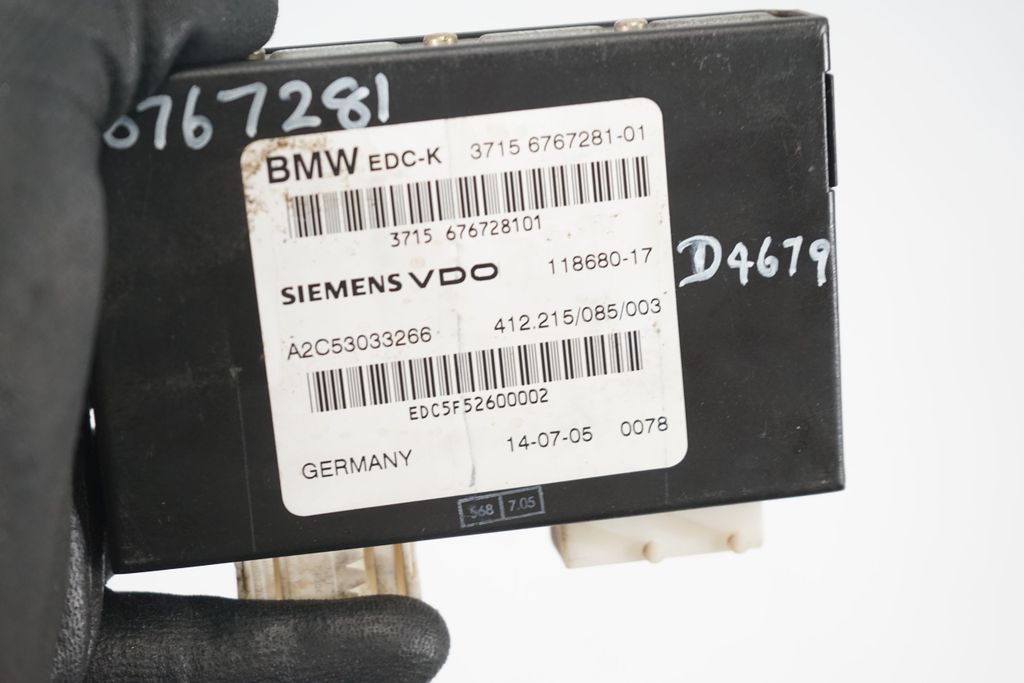 6767281
BMW EDC-K 3715 6767281-01
3715 676728101
SIEMENS VDO 118680-17
D4679
A2C53033266 412.215/085/003
EDC5F52600002
GERMANY 14-07-05 0078
568 7.05